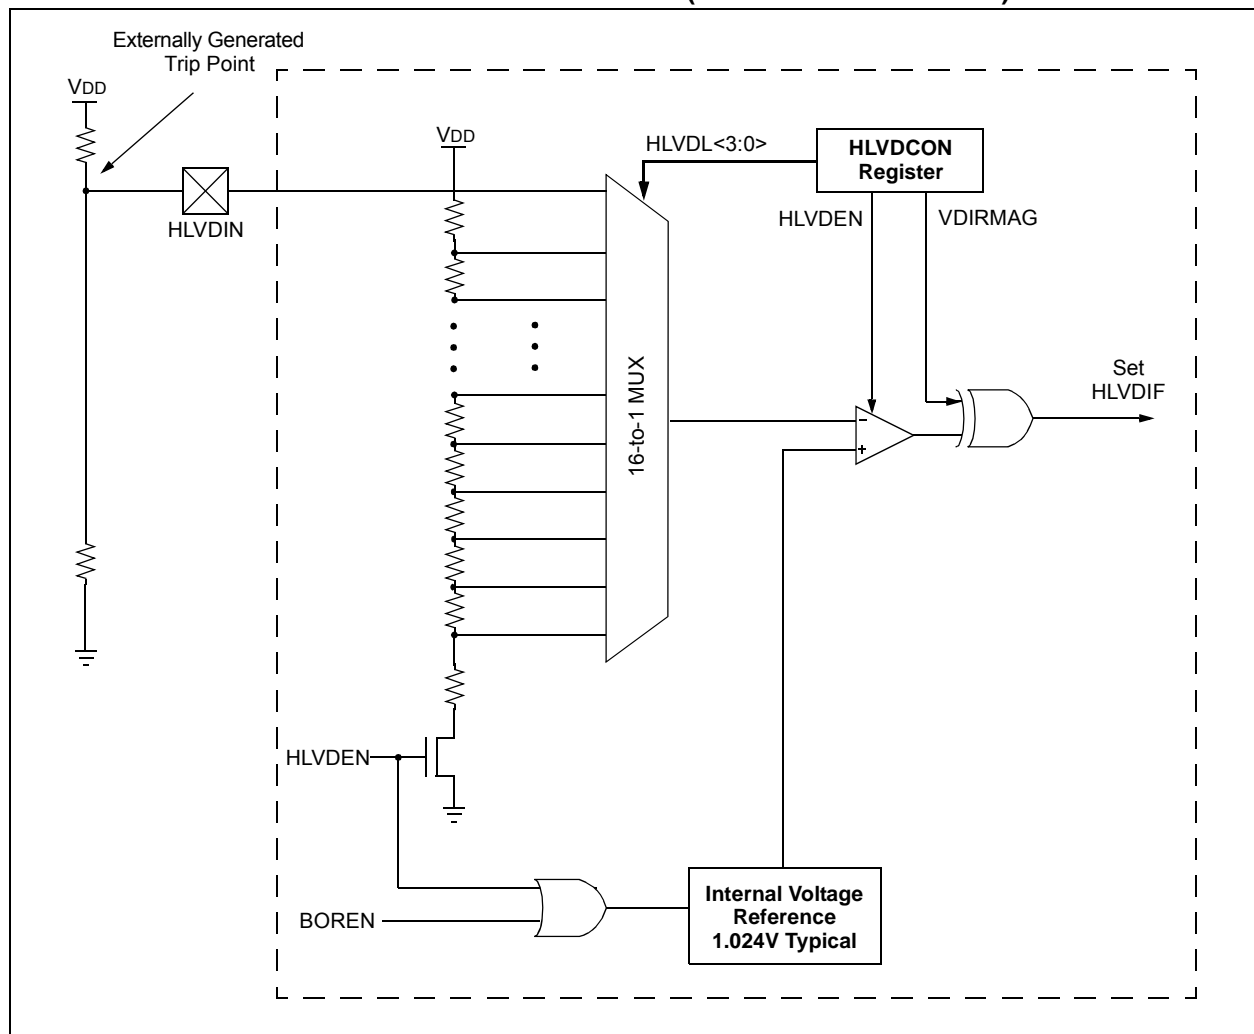 Externally Generated
Trip Point
VDD
VDD
HLVDIN
HLVDL<3:0>
HLVDCON
Register
HLVDEN
VDIRMAG
16-to-1 MUX
–
+
Set
HLVDIF
HLVDEN
BOREN
Internal Voltage
Reference
1.024V Typical